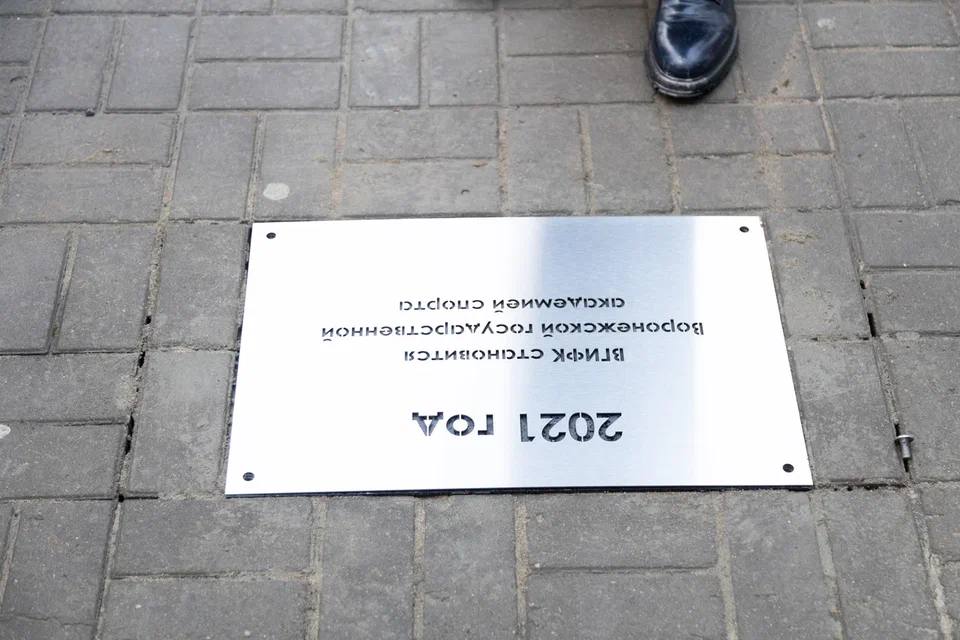 2021 год
ВГИФК становится
Воронежской государственной
академией спорта